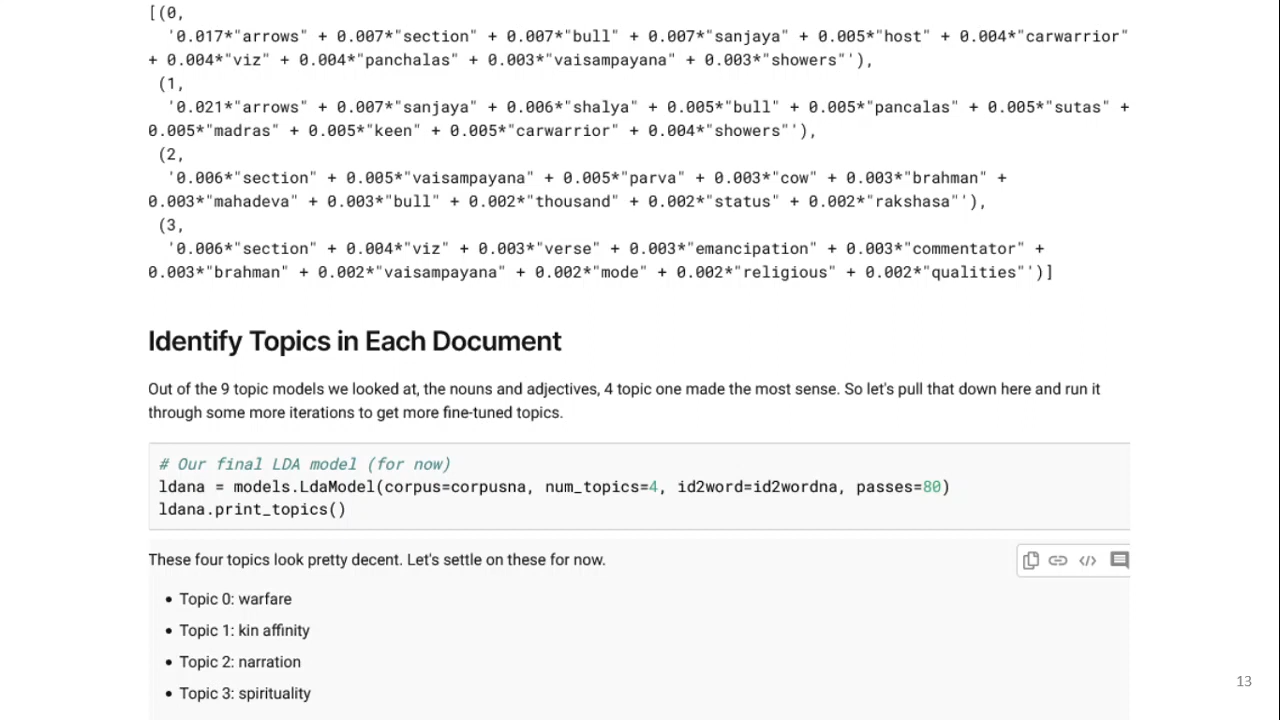 [(0,
'0.017*"arrows" + 0.007*"section" + 0.007*"bull" + 0.007*"sanjaya" + 0.005*"host" + 0.004*"carwarrior"
+ 0.004*"viz" + 0.004*"panchalas" + 0.003*"vaisampayana" + 0.003*"showers"'),
(1,
'0.021*"arrows" + 0.007*"sanjaya" + 0.006*"shalya" + 0.005*"bull" + 0.005*"pancalas" + 0.005*"sutas" +
0.005*"madras" + 0.005*"keen" + 0.005*"carwarrior" + 0.004*"showers"'),
(2,
'0.006*"section" + 0.005*"vaisampayana" + 0.005*"parva" + 0.003*"cow" + 0.003*"brahman" +
0.003*"mahadeva" + 0.003*"bull" + 0.002*"thousand" + 0.002*"status" + 0.002*"rakshasa"'),
(3,
'0.006*"section" + 0.004*"viz" + 0.003*"verse" + 0.003*"emancipation" + 0.003*"commentator" +
0.003*"brahman" + 0.002*"vaisampayana" + 0.002*"mode" + 0.002*"religious" + 0.002*"qualities"')]
Identify Topics in Each Document
Out of the 9 topic models we looked at, the nouns and adjectives, 4 topic one made the most sense. So let's pull that down here and run it
through some more iterations to get more fine-tuned topics.
# Our final LDA model (for now)
ldana = models.LdaModel(corpus=corpusna, num_topics=4, id2word=id2wordna, passes=80)
ldana.print_topics()
These four topics look pretty decent. Let's settle on these for now.
• Topic 0: warfare
• Topic 1: kin affinity
• Topic 2: narration
• Topic 3: spirituality
13